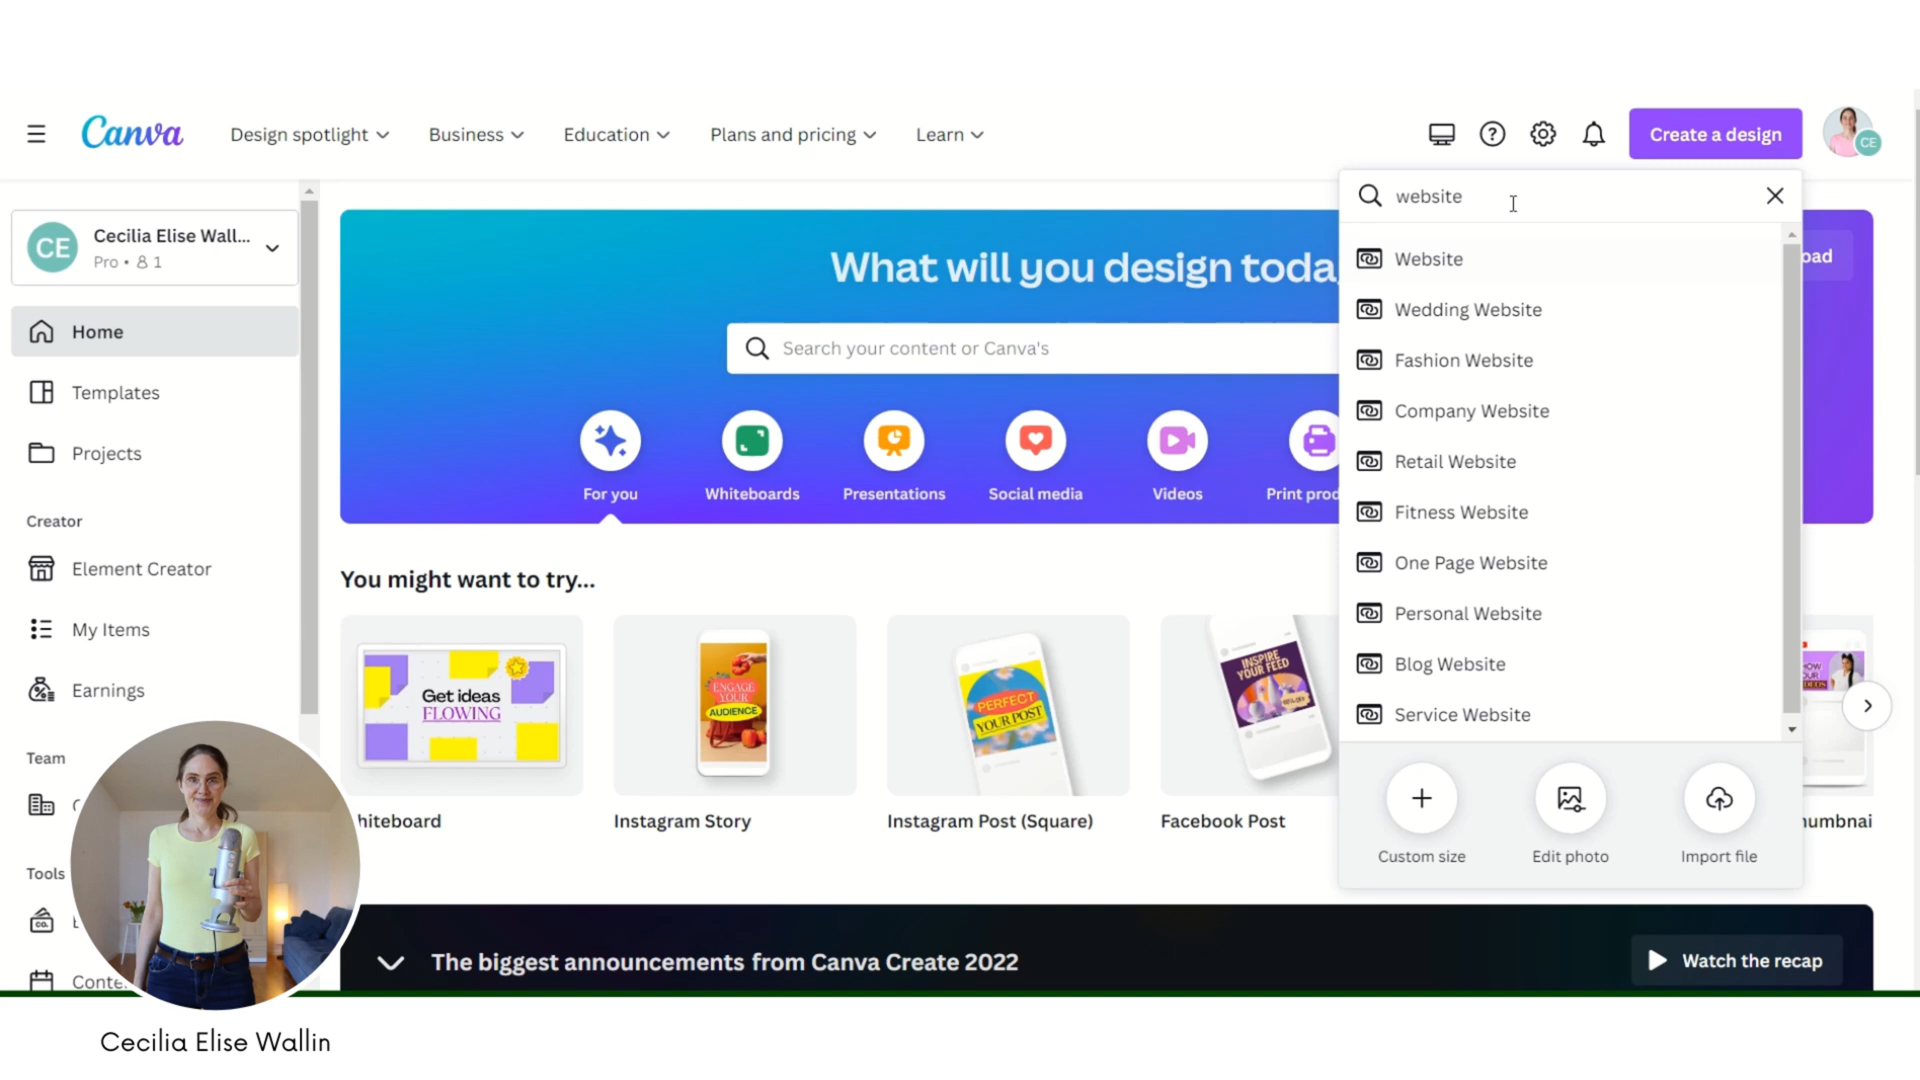 Canva
Design spotlight
Business
Education
Plans and pricing
Learn
Create a design
CE
CE
Cecilia Elise Wall...
Pro • 1
Home
Templates
Projects
Creator
Element Creator
My Items
Earnings
Team
Tools
Conte
What will you design toda
Search your content or Canva's
For you
Whiteboards
Presentations
Social media
Videos
Print prod
oad
You might want to try...
Get ideas
FLOWING
ENGAGE
YOUR
AUDIENCE
PERFECT
YOUR POST
INSPIRE
YOUR FEED
hiteboard
Instagram Story
Instagram Post (Square)
Facebook Post
umbnai
website
Website
Wedding Website
Fashion Website
Company Website
Retail Website
Fitness Website
One Page Website
Personal Website
Blog Website
Service Website
Custom size
Edit photo
Import file
The biggest announcements from Canva Create 2022
Watch the recap
Cecilia Elise Wallin